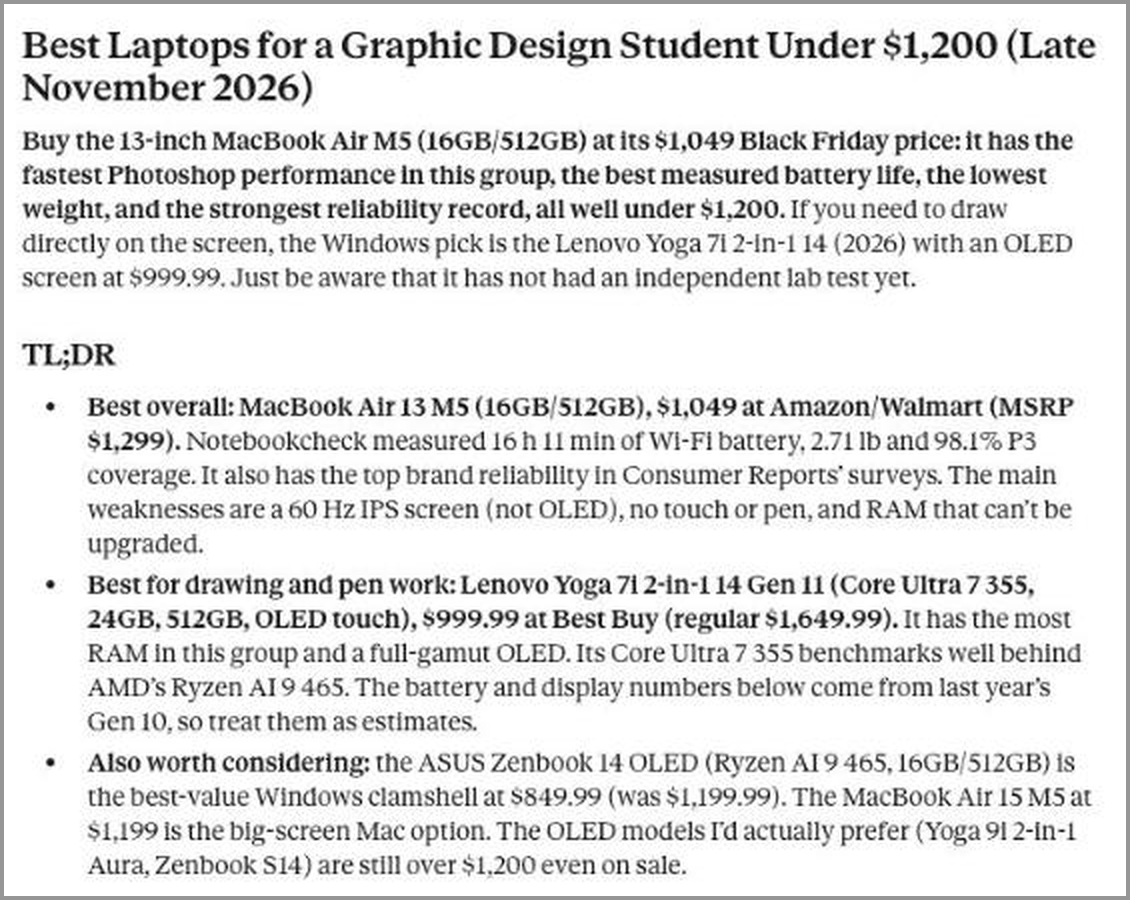 Best Laptops for a Graphic Design Student Under $1,200 (Late
November 2026)
Buy the 13-inch MacBook Air M5 (16GB/512GB) at its $1,049 Black Friday price: it has the
fastest Photoshop performance in this group, the best measured battery life, the lowest
weight, and the strongest reliability record, all well under $1,200. If you need to draw
directly on the screen, the Windows pick is the Lenovo Yoga 7i 2-in-1 14 (2026) with an OLED
screen at $999.99. Just be aware that it has not had an independent lab test yet.
TL;DR
• Best overall: MacBook Air 13 M5 (16GB/512GB), $1,049 at Amazon/Walmart (MSRP
$1,299). Notebookcheck measured 16 h 11 min of Wi-Fi battery, 2.71 lb and 98.1% P3
coverage. It also has the top brand reliability in Consumer Reports’ surveys. The main
weaknesses are a 60 Hz IPS screen (not OLED), no touch or pen, and RAM that can’t be
upgraded.
• Best for drawing and pen work: Lenovo Yoga 7i 2-in-1 14 Gen 11 (Core Ultra 7 355,
24GB, 512GB, OLED touch), $999.99 at Best Buy (regular $1,649.99). It has the most
RAM in this group and a full-gamut OLED. Its Core Ultra 7 355 benchmarks well behind
AMD’s Ryzen AI 9 465. The battery and display numbers below come from last year’s
Gen 10, so treat them as estimates.
• Also worth considering: the ASUS Zenbook 14 OLED (Ryzen AI 9 465, 16GB/512GB) is
the best-value Windows clamshell at $849.99 (was $1,199.99). The MacBook Air 15 M5 at
$1,199 is the big-screen Mac option. The OLED models I’d actually prefer (Yoga 9i 2-in-1
Aura, Zenbook S14) are still over $1,200 even on sale.